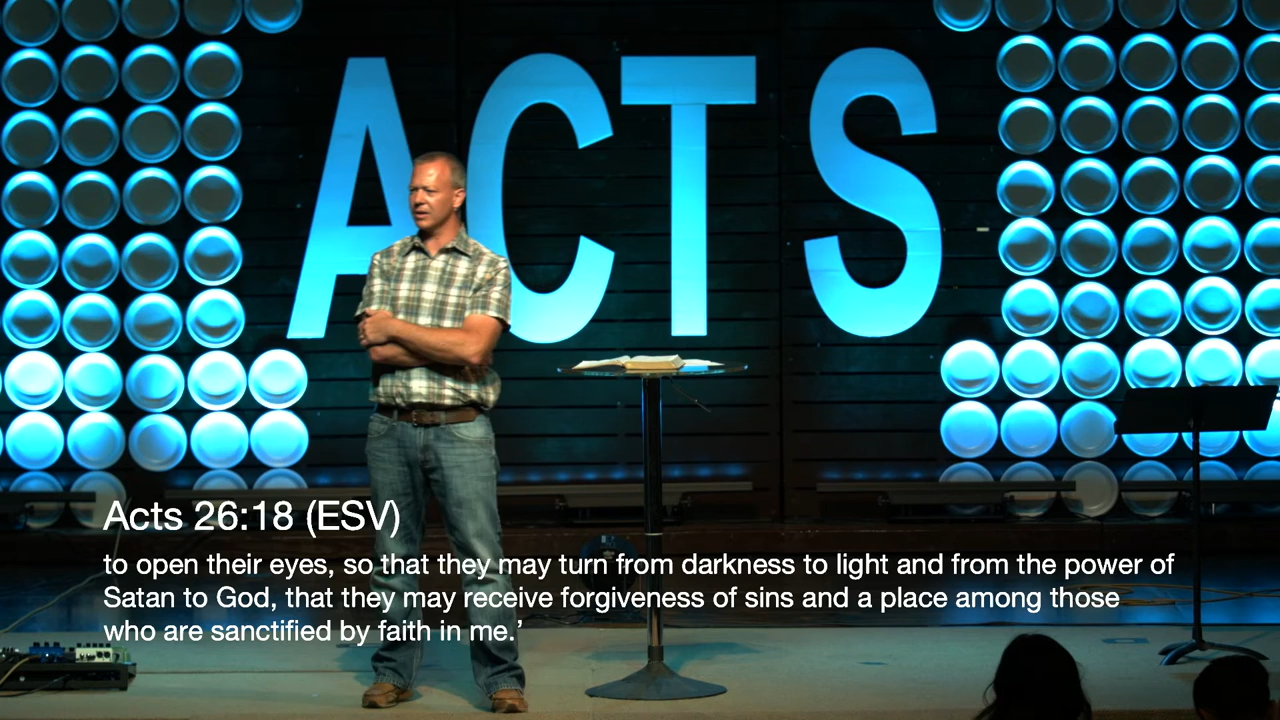 ACTS
Acts 26:18 (ESV)
to open their eyes, so that they may turn from darkness to light and from the power of
Satan to God, that they may receive forgiveness of sins and a place among those
who are sanctified by faith in me.’